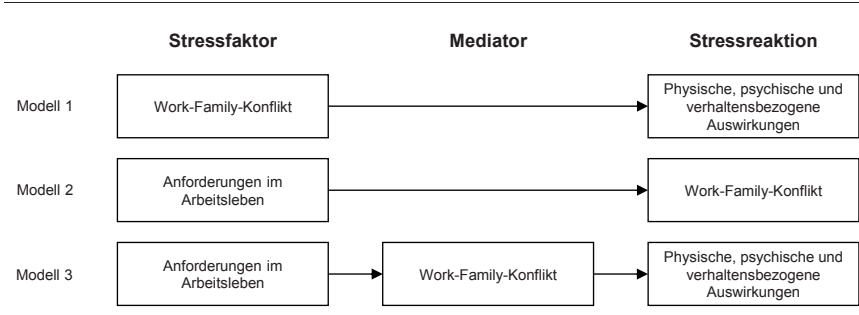 Stressfaktor Mediator Stressreaktion
Modell 1
Work-Family-Konflikt
Physische, psychische und
verhaltensbezogene
Auswirkungen
Modell 2
Anforderungen im
Arbeitsleben
Work-Family-Konflikt
Modell 3
Anforderungen im
Arbeitsleben
Work-Family-Konflikt
Physische, psychische und
verhaltensbezogene
Auswirkungen